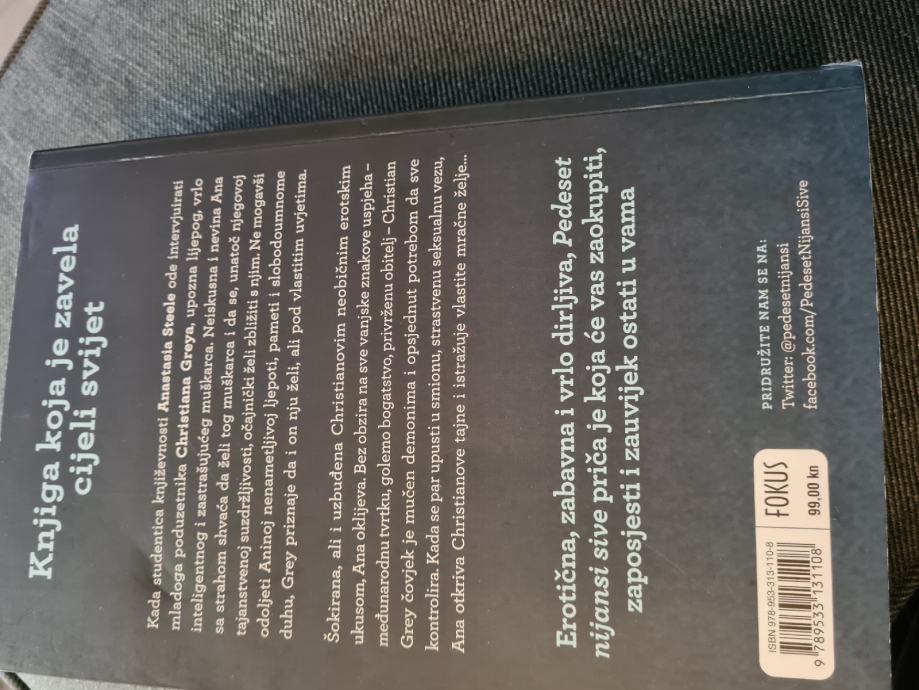 Knjiga koja je zavela
cijeli svijet
Kada studentica književnosti Anastasia Steele ode intervjuirati
mladoga poduzetnika Christiana Greya, upozna lijepog, vrlo
inteligentnog i zastrašujućeg muškarca. Neiskusna i nevina Ana
sa strahom shvaća da želi tog muškarca i da se, unatoč njegovoj
tajanstvenoj suzdržljivosti, očajnički želi zbližiti s njim. Ne mogavši
odoljeti Aninoj nenametljivoj ljepoti, pameti i slobodoumnome
duhu, Grey priznaje da i on nju želi, ali pod vlastitim uvjetima.
Šokirana, ali i uzbuđena Christianovim neobičnim erotskim
ukusom, Ana oklijeva. Bez obzira na sve vanjske znakove uspjeha –
međunarodnu tvrtku, golemo bogatstvo, privrženu obitelj – Christian
Grey čovjek je mučen demonima i opsjednut potrebom da sve
kontrolira. Kada se par upusti u smionu, strastvenu seksualnu vezu,
Ana otkriva Christianove tajne i istražuje vlastite mračne želje...
Erotična, zabavna i vrlo dirljiva, Pedeset
nijansi sive priča je koja će vas zaokupiti,
zaposjesti i zauvijek ostati u vama
PRIDRUŽITE NAM SE NA:
Twitter: @pedesetnijansi
facebook.com/PedesetNijansiSive
ISBN 978-953-313-110-8
9 789533 131108
FOKUS
99,00 kn